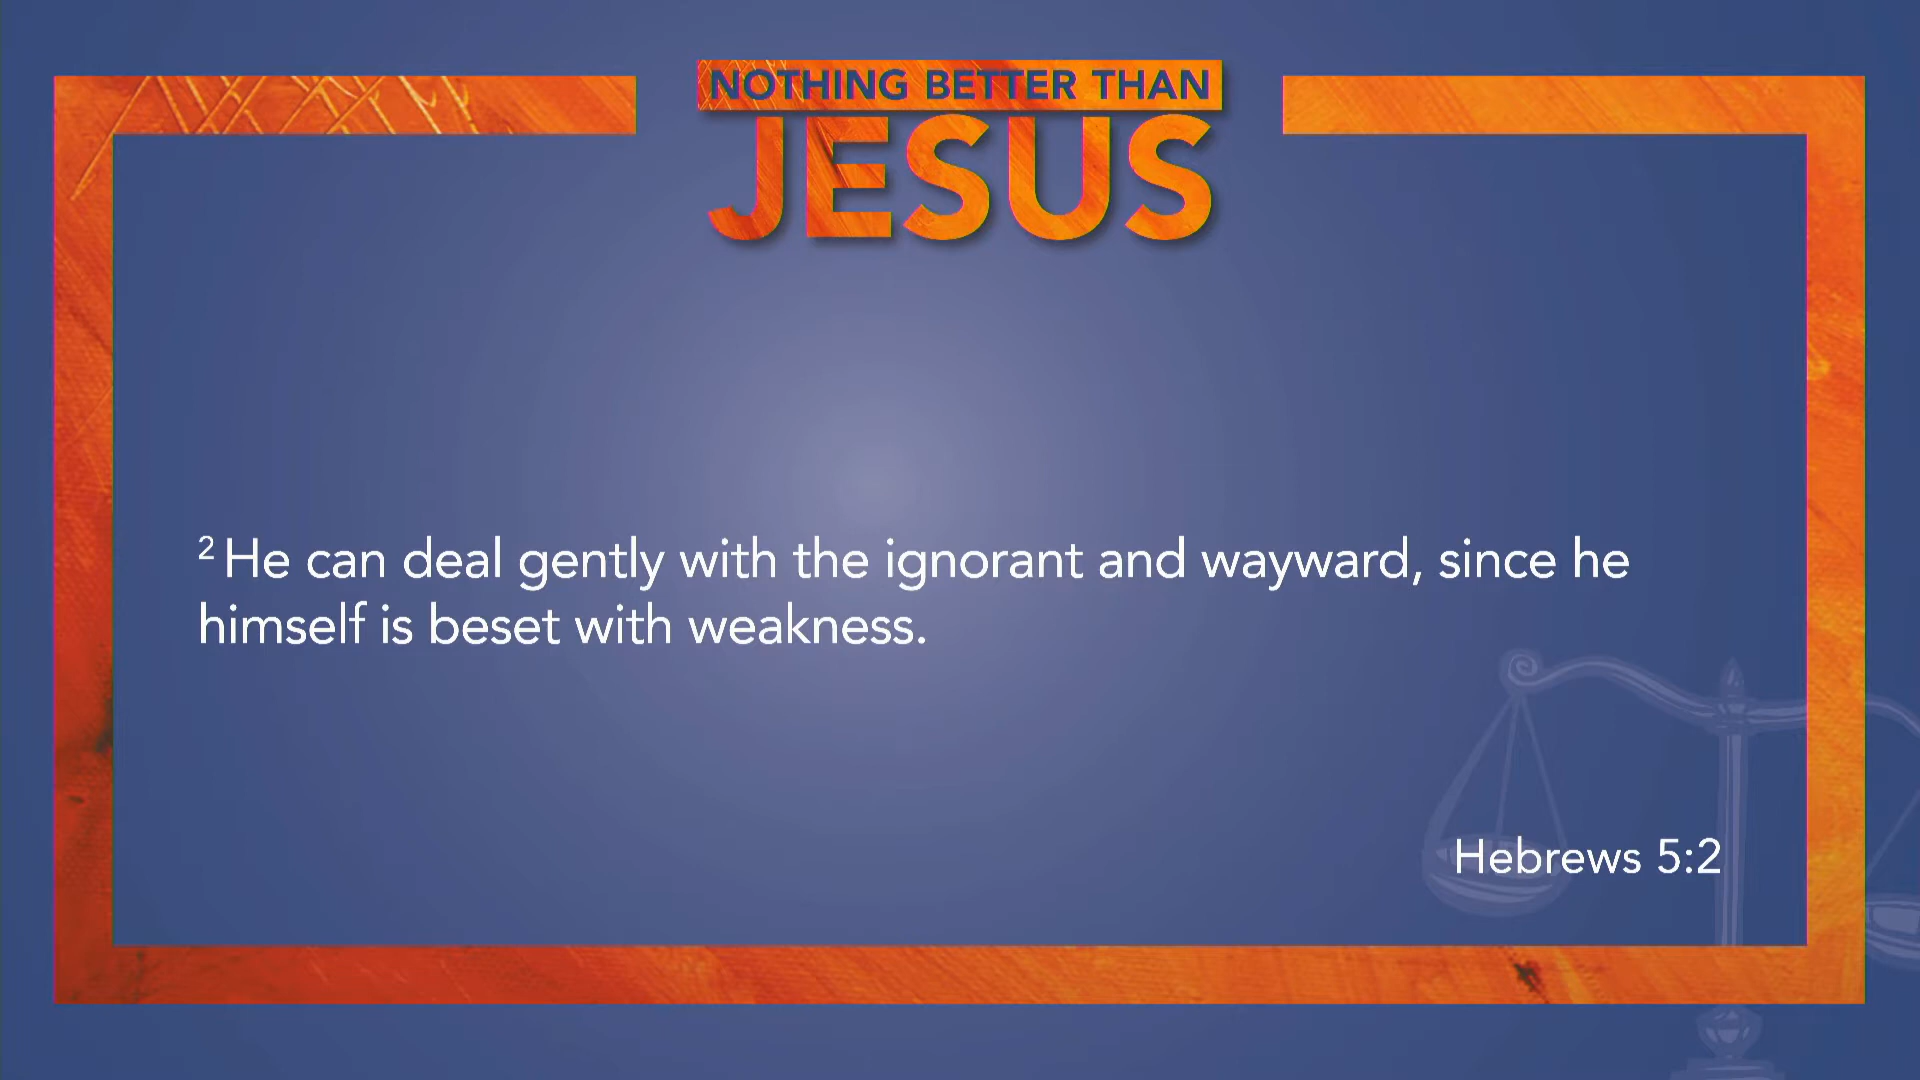 NOTHING BETTER THAN
JESUS
2 He can deal gently with the ignorant and wayward, since he
himself is beset with weakness.
Hebrews 5:2